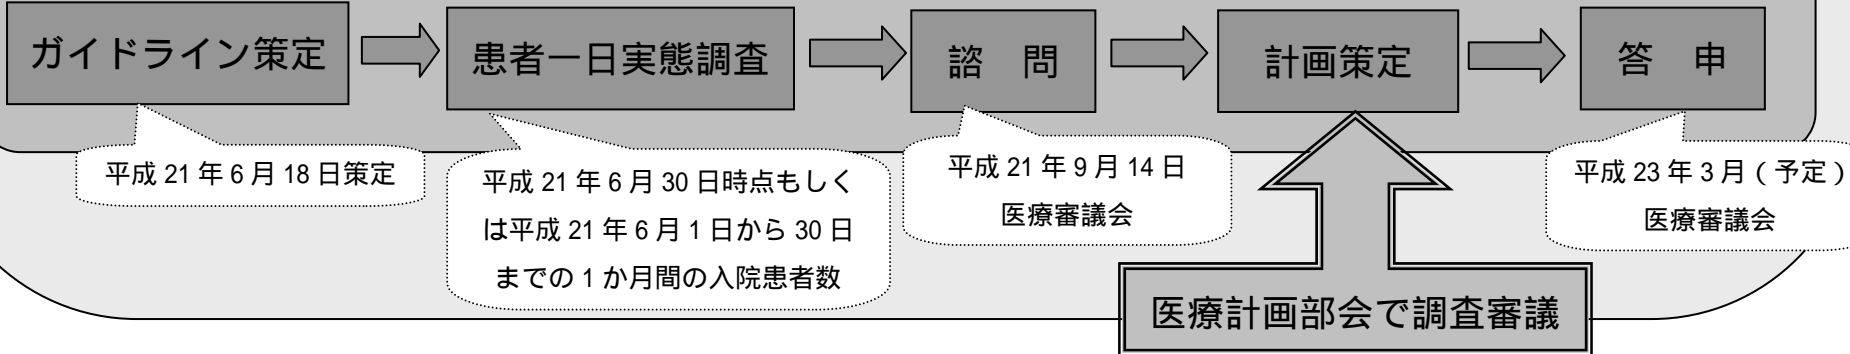 ガイドライン策定
患者一日実態調査
諮　問
計画策定
答　申
平成 21 年 6 月 18 日策定
平成 21 年 6 月 30 日時点もしく
は平成 21 年 6 月 1 日から 30 日
までの 1 か月間の入院患者数
平成 21 年 9 月 14 日
医療審議会
平成 23 年 3 月（予定）
医療審議会
医療計画部会で調査審議